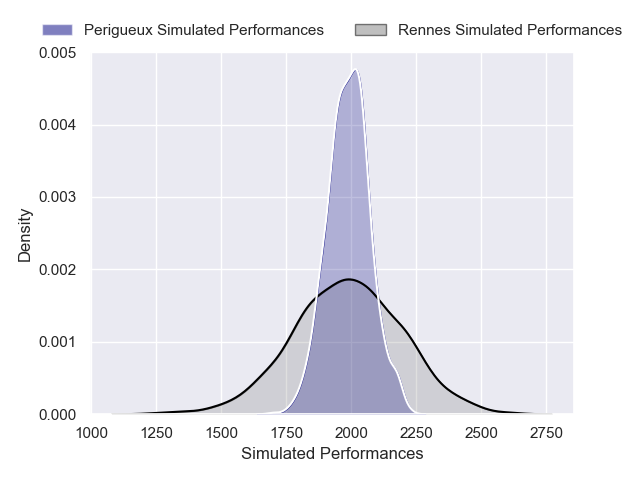 Perigueux Simulated Performances
Rennes Simulated Performances
0.005
0.004
0.003
0.002
0.001
0.000
Density
1000 1250 1500 1750 2000 2250 2500 2750
Simulated Performances